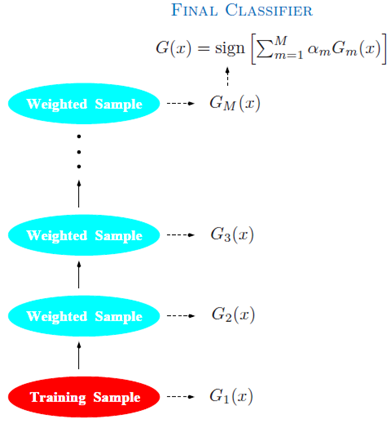 FINAL CLASSIFIER
G(x) = sign [∑_{m=1}^{M} α_m G_m(x)]
Weighted Sample G_M(x)
Weighted Sample G_3(x)
Weighted Sample G_2(x)
Training Sample G_1(x)